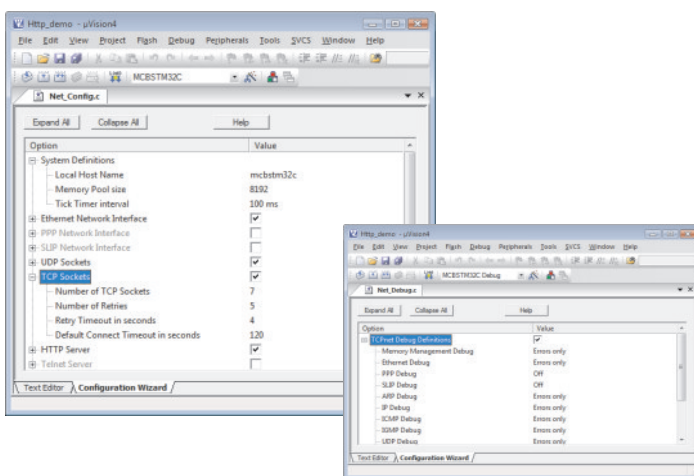 Http_demo - µVision4
File Edit View Project Flash Debug Peripherals Tools SVCS Window Help
MCBSTM32C
Net_Config.c
Expand All Collapse All Help
Option Value
System Definitions
Local Host Name mcbstm32c
Memory Pool size 8192
Tick Timer interval 100 ms
Ethernet Network Interface
PPP Network Interface
SLIP Network Interface
UDP Sockets
TCP Sockets
Number of TCP Sockets 7
Number of Retries 5
Retry Timeout in seconds 4
Default Connect Timeout in seconds 120
HTTP Server
Telnet Server
Text Editor Configuration Wizard
Http_demo - µVision4
File Edit View Project Flash Debug Peripherals Tools SVCS Window Help
MCBSTM32C Debug
Net_Debug.c
Expand All Collapse All Help
Option Value
TCPnet Debug Definitions
Memory Management Debug Errors only
Ethernet Debug Errors only
PPP Debug Off
SLIP Debug Off
ARP Debug Errors only
IP Debug Errors only
ICMP Debug Errors only
IGMP Debug Errors only
UDP Debug Errors only
Text Editor Configuration Wizard